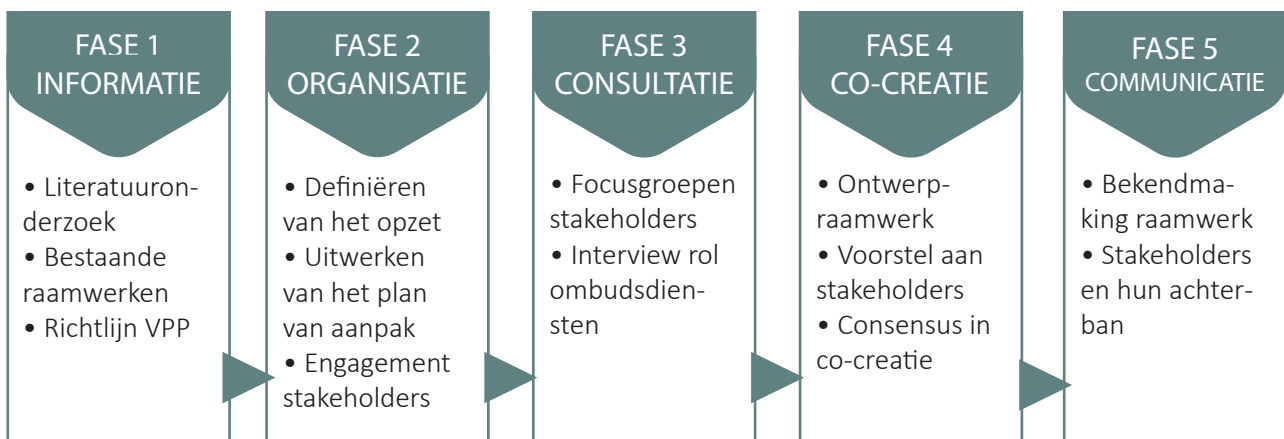 FASE 1
INFORMATIE
• Literatuuron-
derzoek
• Bestaande
raamwerken
• Richtlijn VPP
FASE 2
ORGANISATIE
• Definiëren
van het opzet
• Uitwerken
van het plan
van aanpak
• Engagement
stakeholders
FASE 3
CONSULTATIE
• Focusgroepen
stakeholders
• Interview rol
ombudsdien-
sten
FASE 4
CO-CREATIE
• Ontwerp-
raamwerk
• Voorstel aan
stakeholders
• Consensus in
co-creatie
FASE 5
COMMUNICATIE
• Bekendma-
king raamwerk
• Stakeholders
en hun achter-
ban